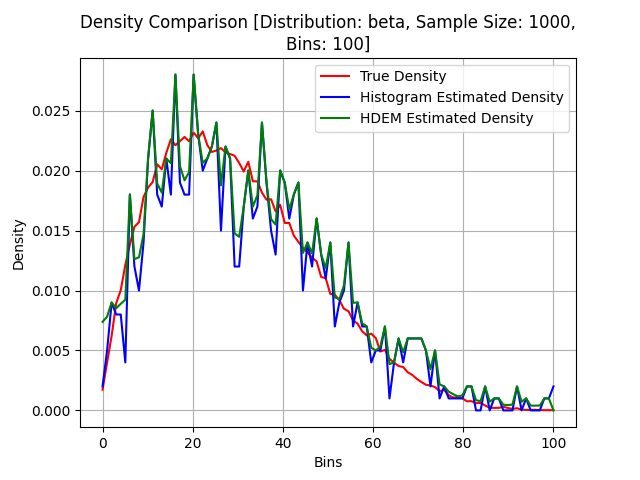 Density Comparison [Distribution: beta, Sample Size: 1000,
Bins: 100]
True Density
Histogram Estimated Density
HDEM Estimated Density
Density
0.025
0.020
0.015
0.010
0.005
0.000
0 20 40 60 80 100
Bins